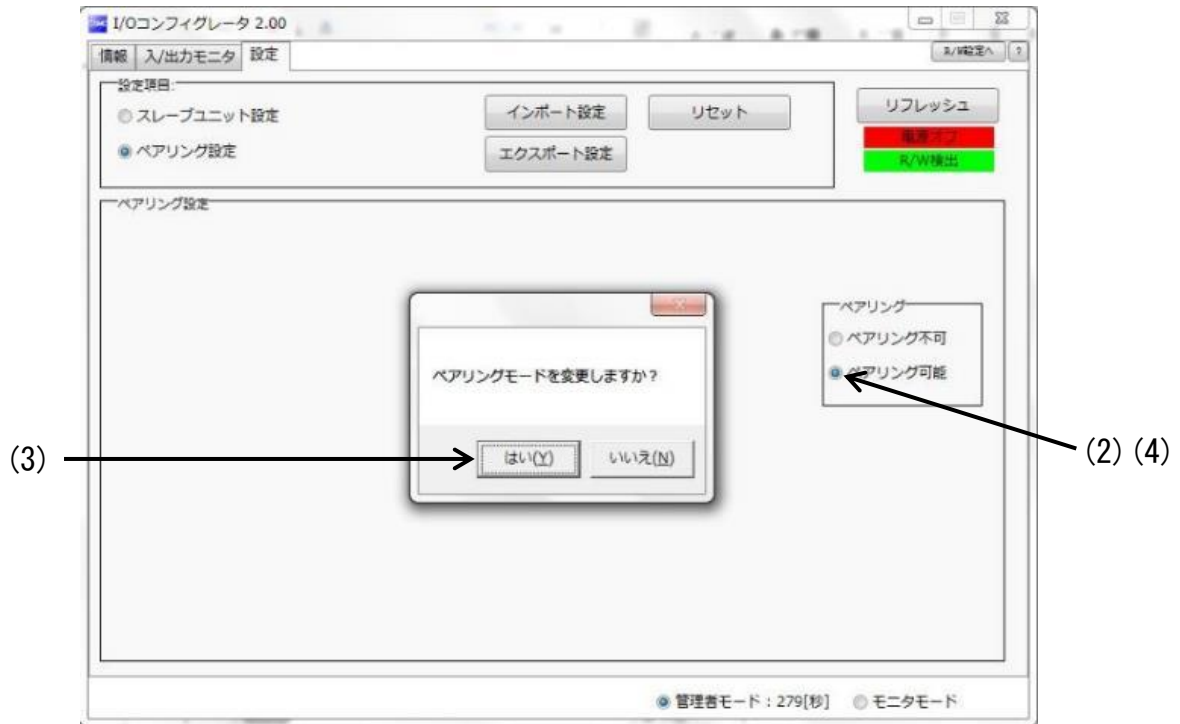 I/Oコンフィグレータ 2.00
情報 入/出力モニタ 設定 R/W設定へ ?
設定項目:
スレーブユニット設定 インポート設定 リセット リフレッシュ
電源オフ
ペアリング設定 エクスポート設定 R/W検出
ペアリング設定
ペアリング
ペアリング不可
ペアリングモードを変更しますか?
ペアリング可能
(3) はい(Y) いいえ(N) (2)(4)
管理者モード:279[秒] モニタモード